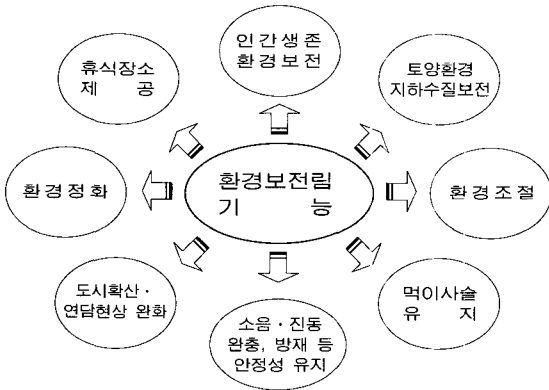 인간생존
환경보전
휴식장소
제 공
토양환경
지하수질보전
환경정화
환경보전림
기 능
환경조절
도시확산 ·
연담현상 완화
먹이사슬
유 지
소음 · 진동
완충, 방재 등
안정성 유지